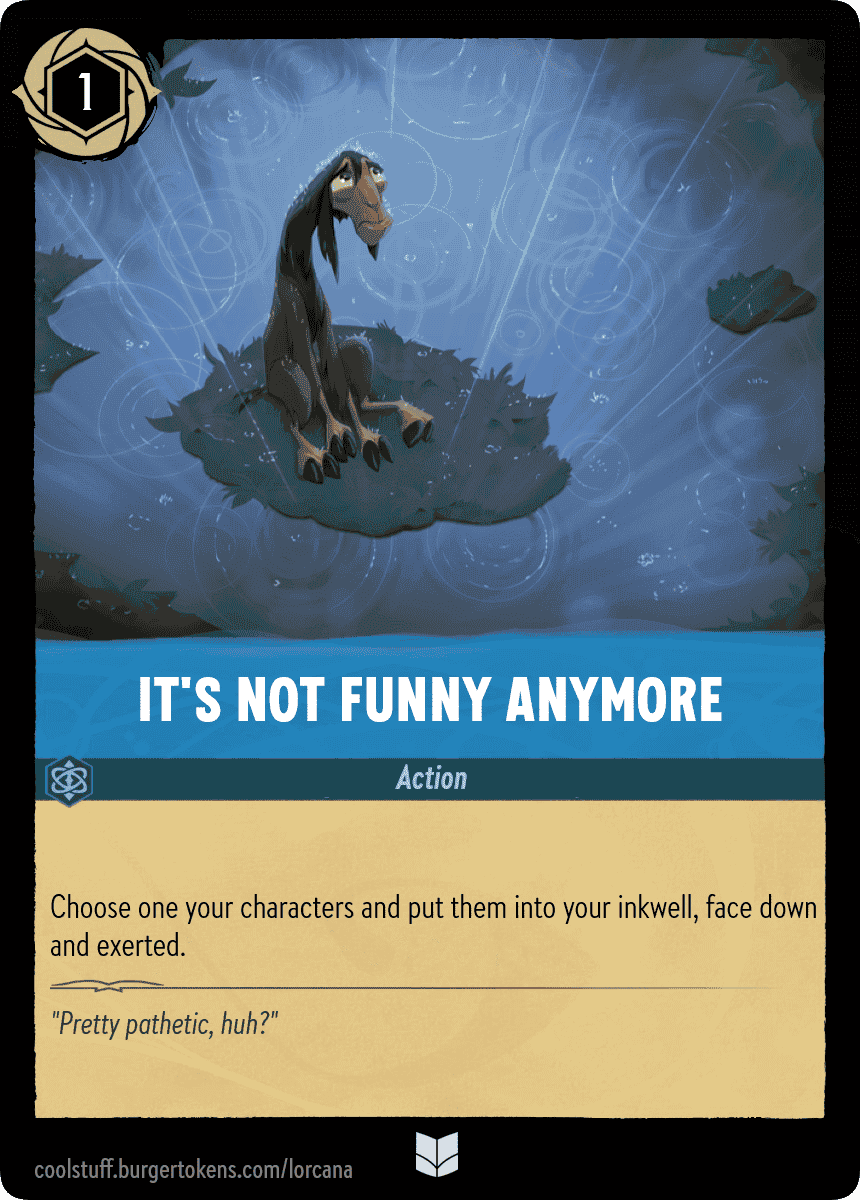 1
IT'S NOT FUNNY ANYMORE
Action
Choose one your characters and put them into your inkwell, face down
and exerted.
"Pretty pathetic, huh?"
coolstuff.burgertokens.com/lorcana